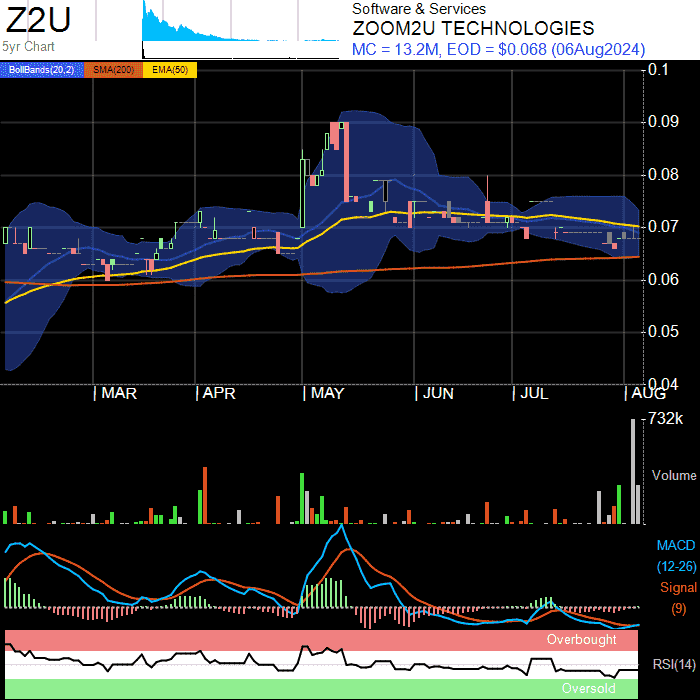 Z2U
5yr Chart
Software & Services
ZOOM2U TECHNOLOGIES
MC = 13.2M, EOD = $0.068 (06Aug2024)
BollBands(20,2) SMA(200) EMA(50)
0.1
0.09
0.08
0.07
0.06
0.05
0.04
| MAR | APR | MAY | JUN | JUL | AUG
732k
Volume
MACD
(12-26)
Signal
(9)
Overbought
RSI(14)
Oversold